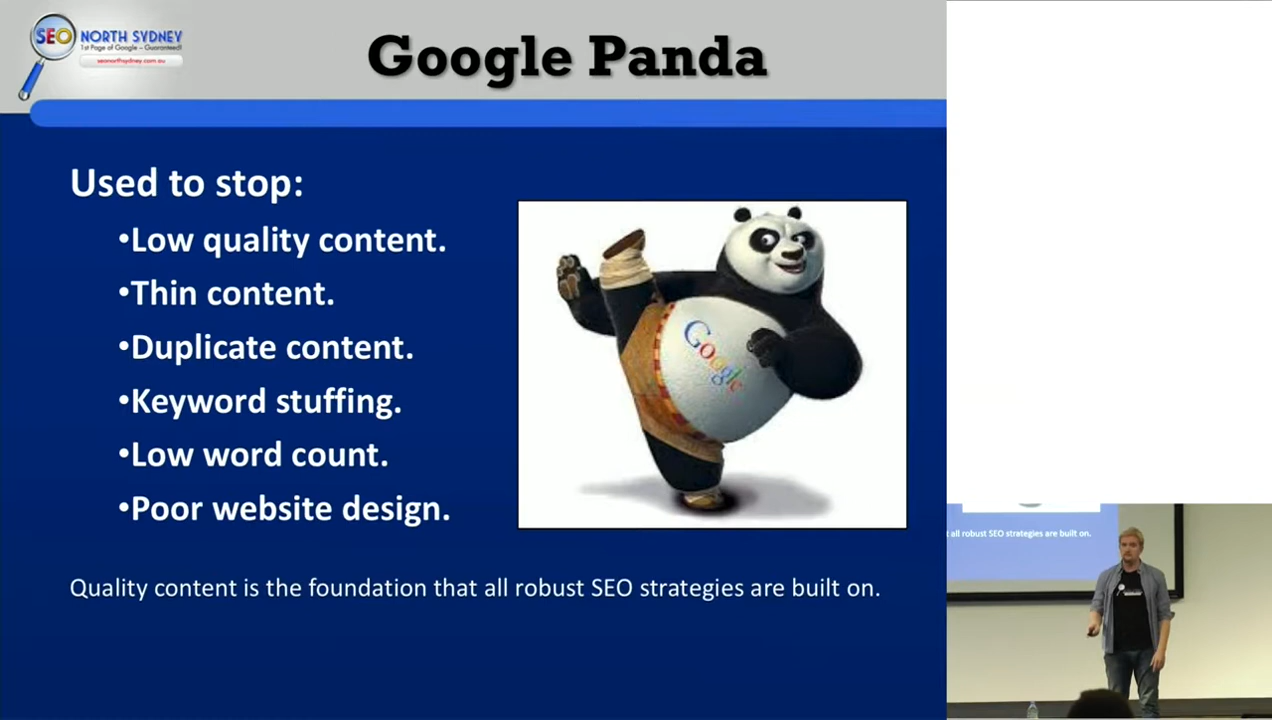 SEO NORTH SYDNEY
1st Page of Google – Guaranteed!
seonorthsydney.com.au
Google Panda
Used to stop:
•Low quality content.
•Thin content.
•Duplicate content.
•Keyword stuffing.
•Low word count.
•Poor website design.
Google
Quality content is the foundation that all robust SEO strategies are built on.
all robust SEO strategies are built on.